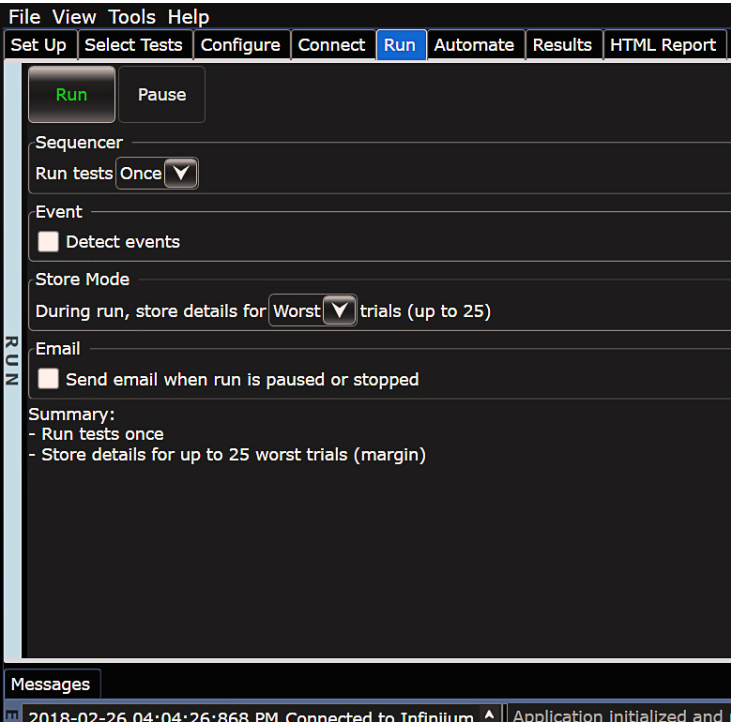 File View Tools Help
Set Up Select Tests Configure Connect Run Automate Results HTML Report
Run Pause
Sequencer
Run tests Once
Event
Detect events
Store Mode
During run, store details for Worst trials (up to 25)
RUN
Email
Send email when run is paused or stopped
Summary:
- Run tests once
- Store details for up to 25 worst trials (margin)
Messages
2018-02-26 04:04:26:868 PM Connected to Infiniium Application initialized and